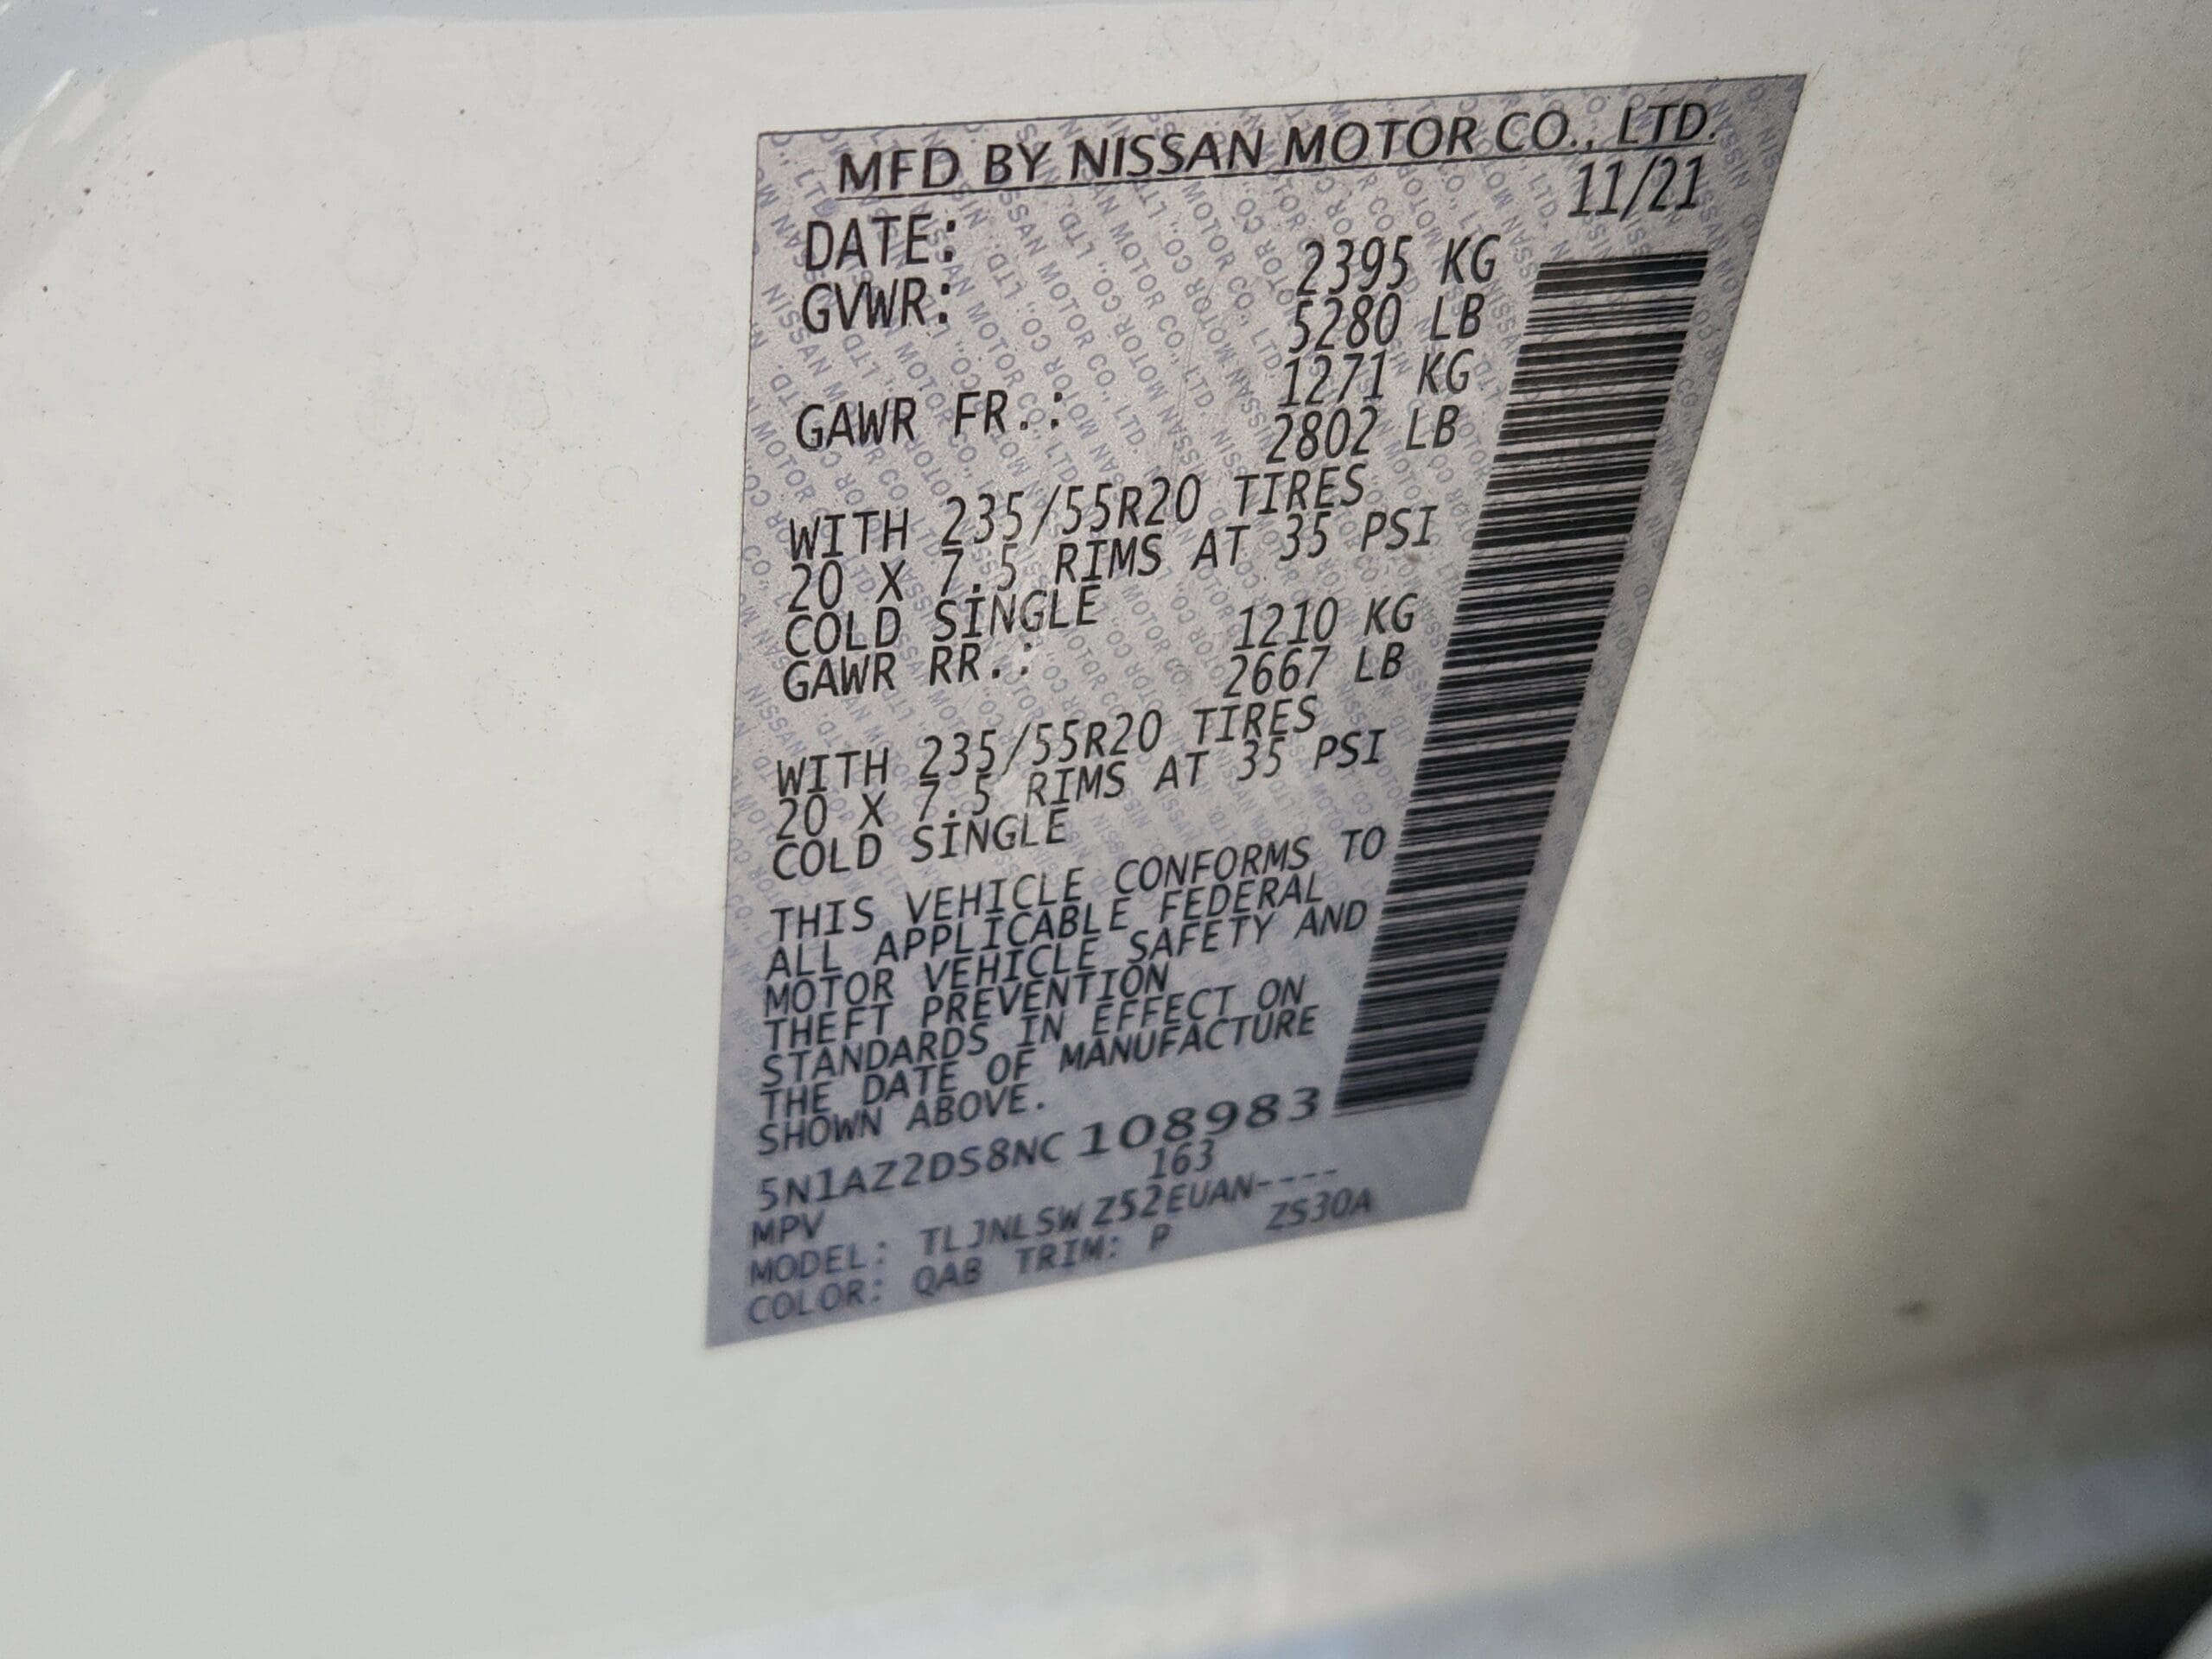 MFD BY NISSAN MOTOR CO., LTD.
DATE: 11/21
GVWR: 2395 KG
5280 LB
GAWR FR.: 1271 KG
2802 LB
WITH 235/55R20 TIRES
20 X 7.5 RIMS AT 35 PSI
COLD SINGLE
GAWR RR.: 1210 KG
2667 LB
WITH 235/55R20 TIRES
20 X 7.5 RIMS AT 35 PSI
COLD SINGLE
THIS VEHICLE CONFORMS TO
ALL APPLICABLE FEDERAL
MOTOR VEHICLE SAFETY AND
THEFT PREVENTION
STANDARDS IN EFFECT ON
THE DATE OF MANUFACTURE
SHOWN ABOVE.
5N1AZ2DS8NC 108983
MPV 163
MODEL: TLJNLSW Z52EUAN----
COLOR: QAB TRIM: P ZS30A